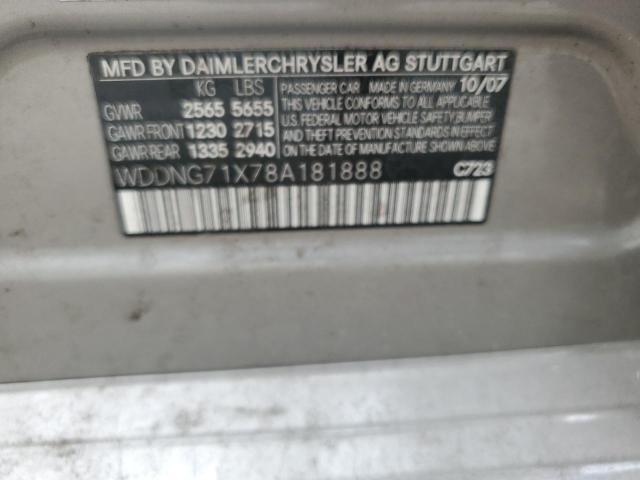 MFD BY DAIMLERCHRYSLER AG STUTTGART
KG LBS
GVWR 2565 5655
GAWR FRONT 1230 2715
GAWR REAR 1335 2940
PASSENGER CAR MADE IN GERMANY 10/07
THIS VEHICLE CONFORMS TO ALL APPLICABLE
U.S. FEDERAL MOTOR VEHICLE SAFETY, BUMPER
AND THEFT PREVENTION STANDARDS IN EFFECT
ON THE DATE OF MANUFACTURE SHOWN ABOVE.
WDDNG71X78A181888
C723